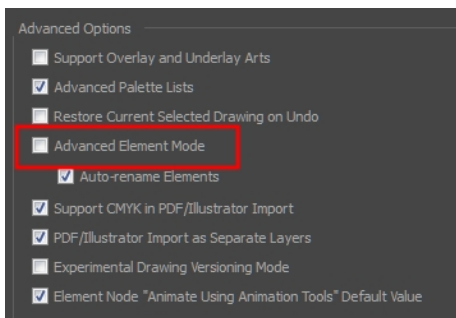 Advanced Options
Support Overlay and Underlay Arts
Advanced Palette Lists
Restore Current Selected Drawing on Undo
Advanced Element Mode
Auto-rename Elements
Support CMYK in PDF/Illustrator Import
PDF/Illustrator Import as Separate Layers
Experimental Drawing Versioning Mode
Element Node "Animate Using Animation Tools" Default Value